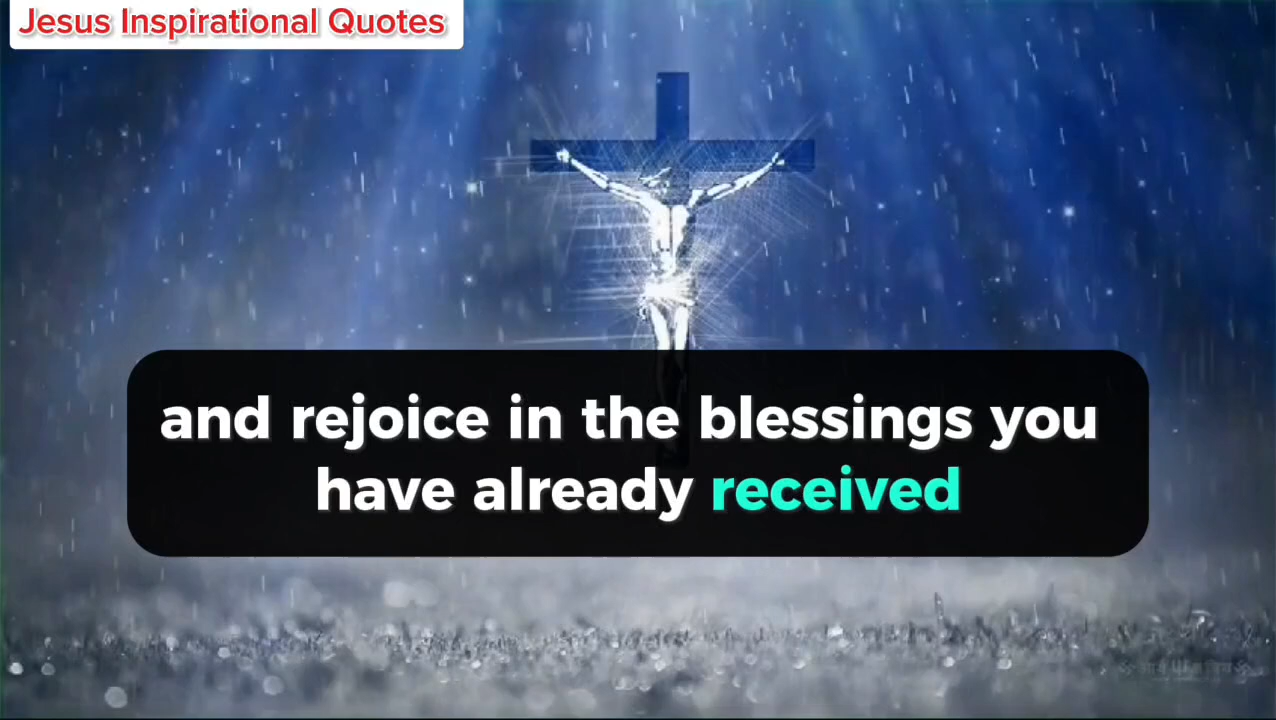 Jesus Inspirational Quotes
and rejoice in the blessings you
have already received